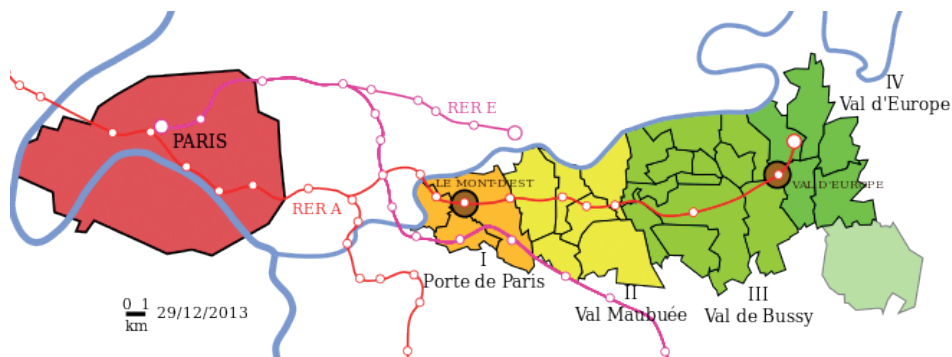 IV
Val d'Europe
RER E
PARIS
LE MONT-D'EST
VAL D'EUROPE
RER A
I
Porte de Paris
II
Val Maubuée
III
Val de Bussy
0 1
km
29/12/2013